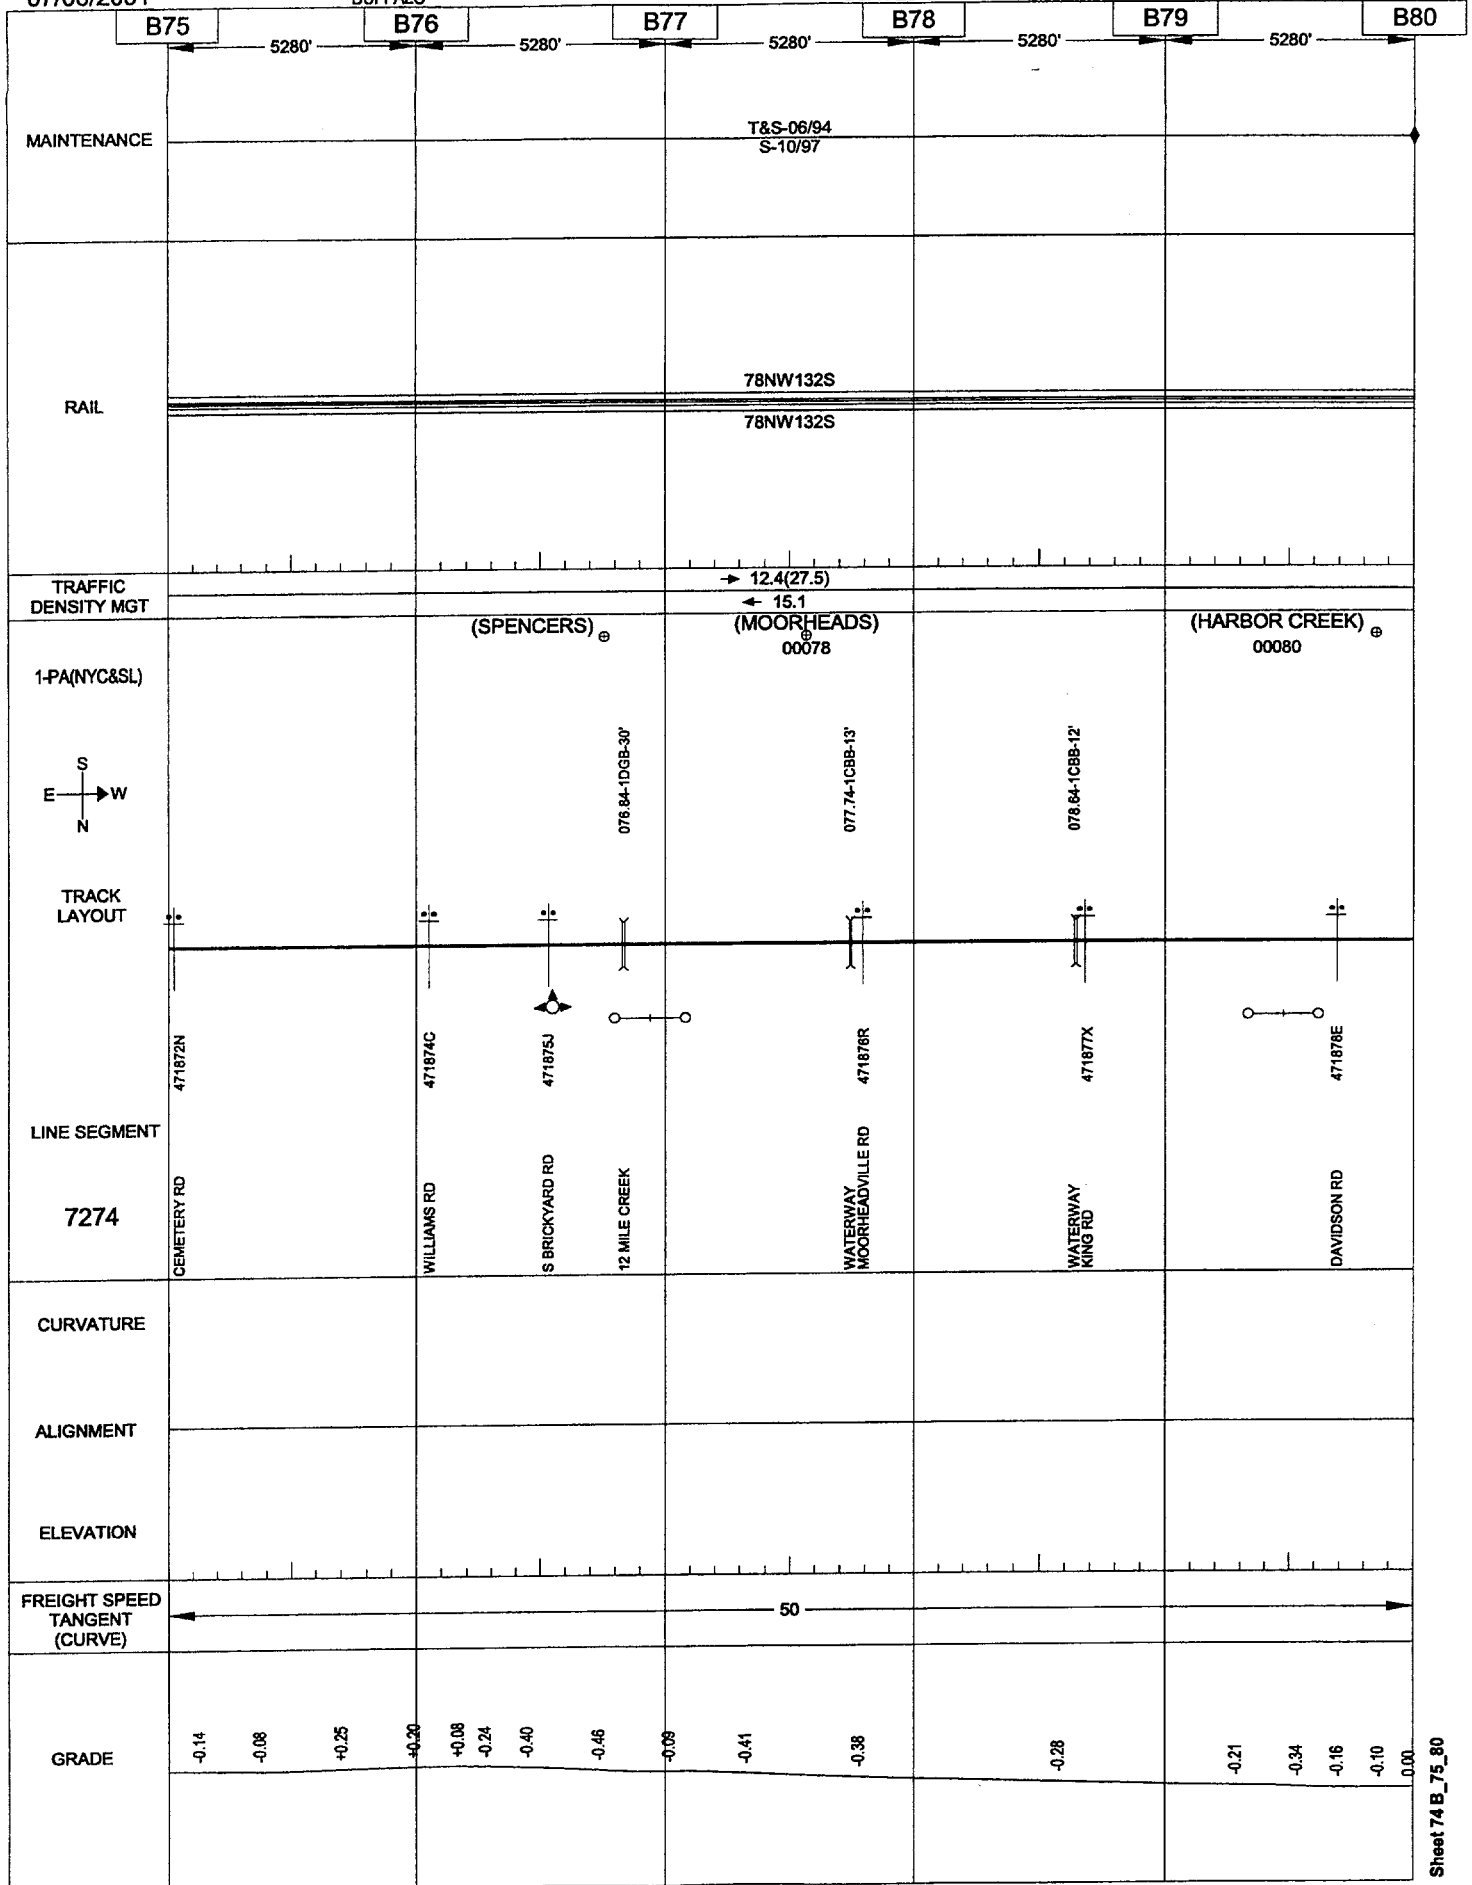 B75 B76 B77 B78 B79 B80
5280' 5280' 5280' 5280' 5280'
MAINTENANCE
T&S-06/94
S-10/97
RAIL
78NW132S
78NW132S
TRAFFIC
DENSITY MGT
12.4(27.5)
15.1
(SPENCERS) (MOORHEADS) (HARBOR CREEK)
00078 00080
1-PA(NYC&SL)
S
E W
N
076.84-1DGB-30'
077.74-1CBB-13'
078.64-1CBB-12'
TRACK
LAYOUT
471872N
471874C
471875J
471876R
471877X
471878E
LINE SEGMENT
7274
CEMETERY RD
WILLIAMS RD
S BRICKYARD RD
12 MILE CREEK
WATERWAY
MOORHEADVILLE RD
WATERWAY
KING RD
DAVIDSON RD
CURVATURE
ALIGNMENT
ELEVATION
FREIGHT SPEED
TANGENT
(CURVE)
50
GRADE
-0.14 -0.08 +0.25 +0.20 +0.08 -0.24 -0.40 -0.46 -0.09 -0.41 -0.38 -0.28 -0.21 -0.34 -0.16 -0.10 0.00
Sheet 74 B_75_80